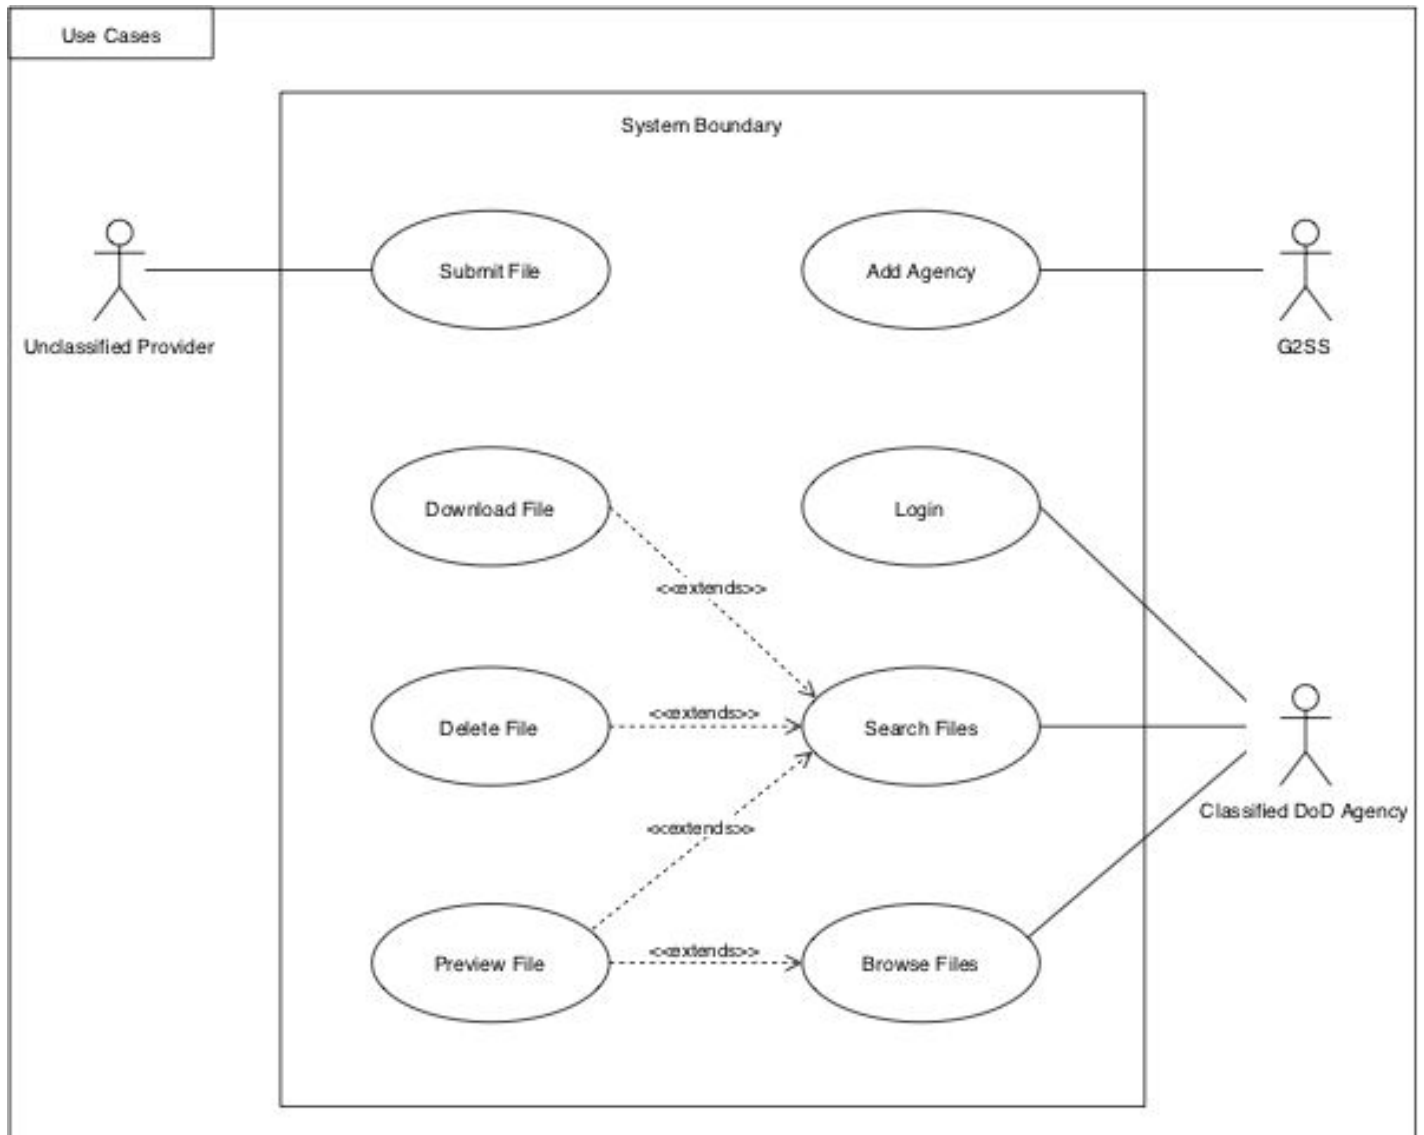 Use Cases
System Boundary
Submit File
Add Agency
Unclassified Provider
G2SS
Download File
Login
<<extends>>
<<extends>>
Delete File
Search Files
Classified DoD Agency
<<extends>>
<<extends>>
Preview File
Browse Files